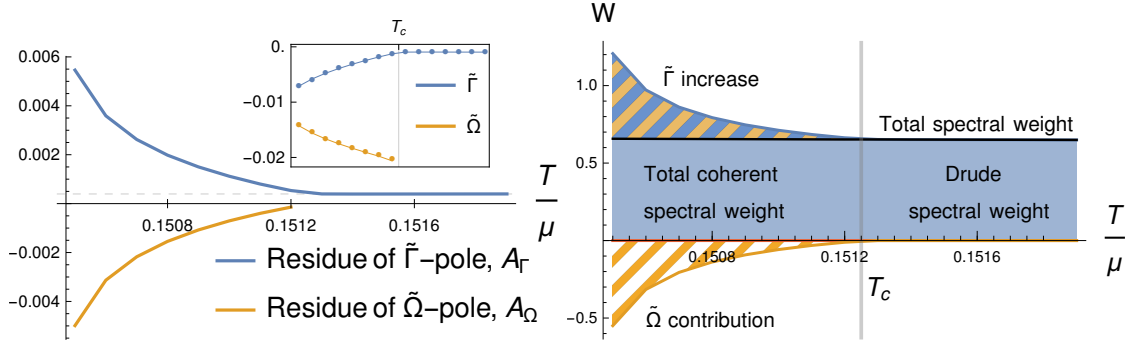 0.006
0.004
0.002
-0.002
-0.004
0.1508
0.1512
0.1516
T/μ
T_c
0.
-0.01
-0.02
Γ̃
Ω̃
Residue of Γ̃-pole, A_Γ
Residue of Ω̃-pole, A_Ω
W
1.0
0.5
-0.5
Γ̃ increase
Total spectral weight
Total coherent
spectral weight
Drude
spectral weight
0.1508
0.1512
0.1516
T/μ
T_c
Ω̃ contribution